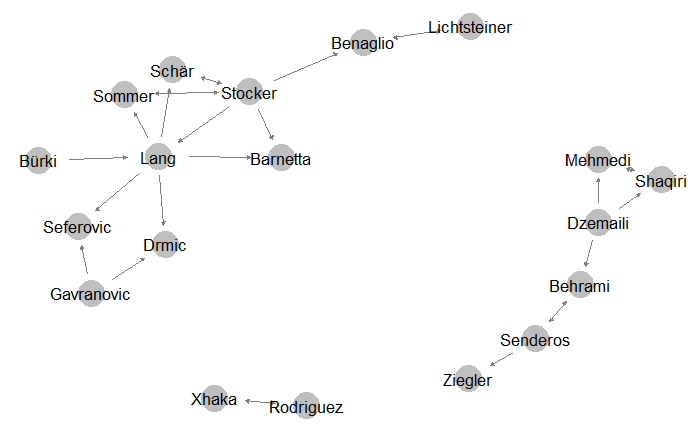 Lichtsteiner
Benaglio
Schär
Stocker
Sommer
Bürki
Lang
Barnetta
Mehmedi
Shaqiri
Seferovic
Dzemaili
Drmic
Gavranovic
Behrami
Senderos
Ziegler
Xhaka
Rodriguez